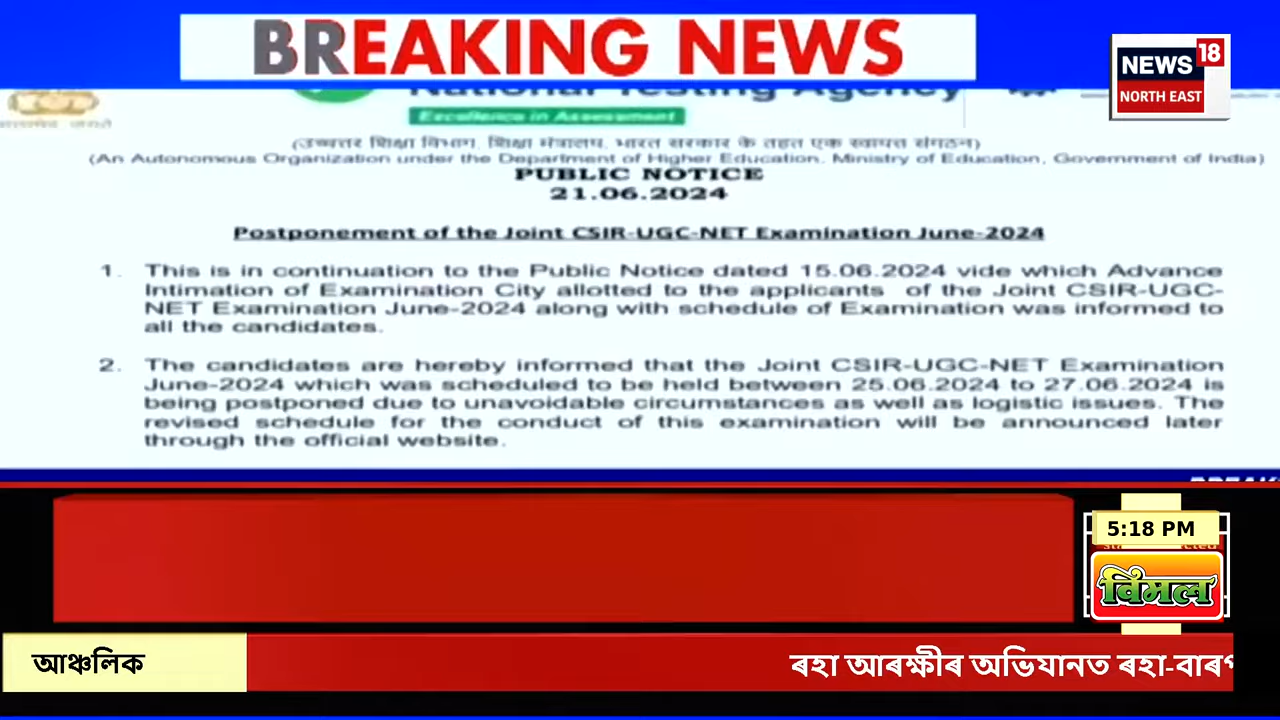 BREAKING NEWS
NEWS 18
NORTH EAST
National Testing Agency
Excellence in Assessment
(उच्चतर शिक्षा विभाग, शिक्षा मंत्रालय, भारत सरकार के तहत एक स्वायत्त संगठन)
(An Autonomous Organization under the Department of Higher Education, Ministry of Education, Government of India)
PUBLIC NOTICE
21.06.2024
Postponement of the Joint CSIR-UGC-NET Examination June-2024
1. This is in continuation to the Public Notice dated 15.06.2024 vide which Advance
Intimation of Examination City allotted to the applicants of the Joint CSIR-UGC-
NET Examination June-2024 along with schedule of Examination was informed to
all the candidates.
2. The candidates are hereby informed that the Joint CSIR-UGC-NET Examination
June-2024 which was scheduled to be held between 25.06.2024 to 27.06.2024 is
being postponed due to unavoidable circumstances as well as logistic issues. The
revised schedule for the conduct of this examination will be announced later
through the official website.
5:18 PM
विमल
আঞ্চলিক
ৰহা আৰক্ষীৰ অভিযানত ৰহা-বাৰপ